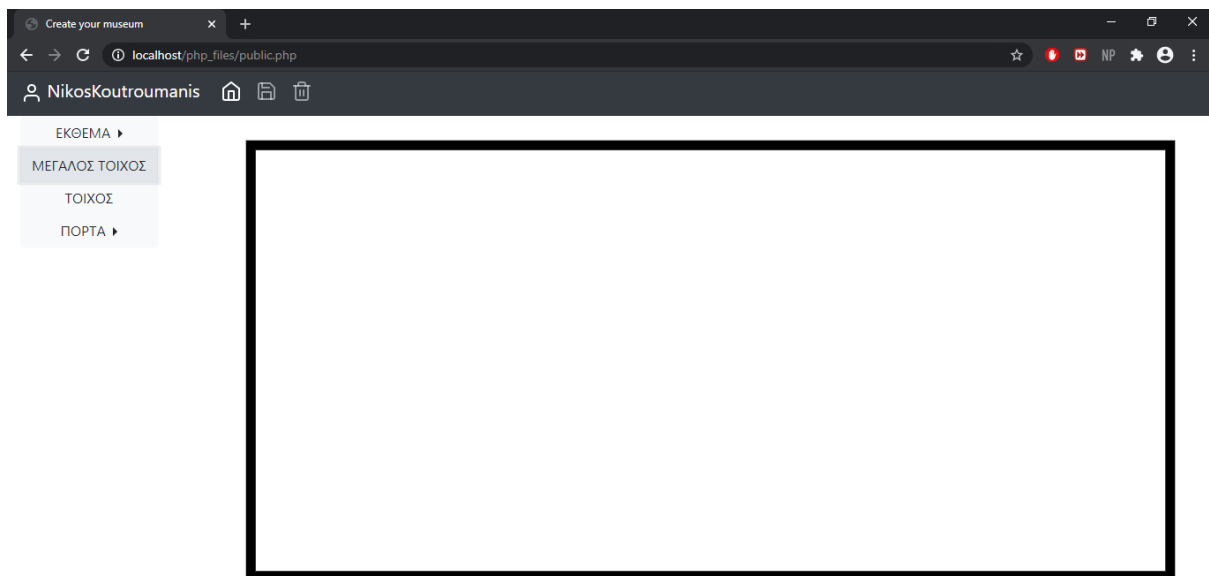 Create your museum
localhost/php_files/public.php
NP
NikosKoutroumanis
ΕΚΘΕΜΑ
ΜΕΓΑΛΟΣ ΤΟΙΧΟΣ
ΤΟΙΧΟΣ
ΠΟΡΤΑ